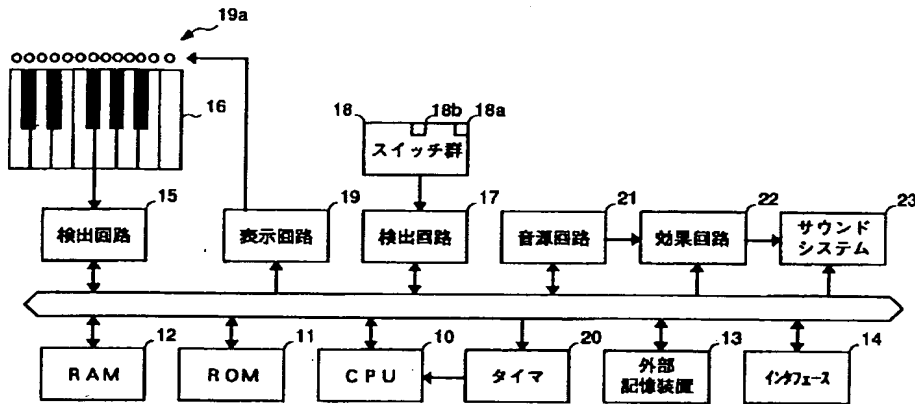 19a
16
18
18b
18a
スイッチ群
15
19
17
21
22
23
検出回路
表示回路
検出回路
音源回路
効果回路
サウンド
システム
12
11
10
20
13
14
RAM
ROM
CPU
タイマ
外部
記憶装置
インタフェース